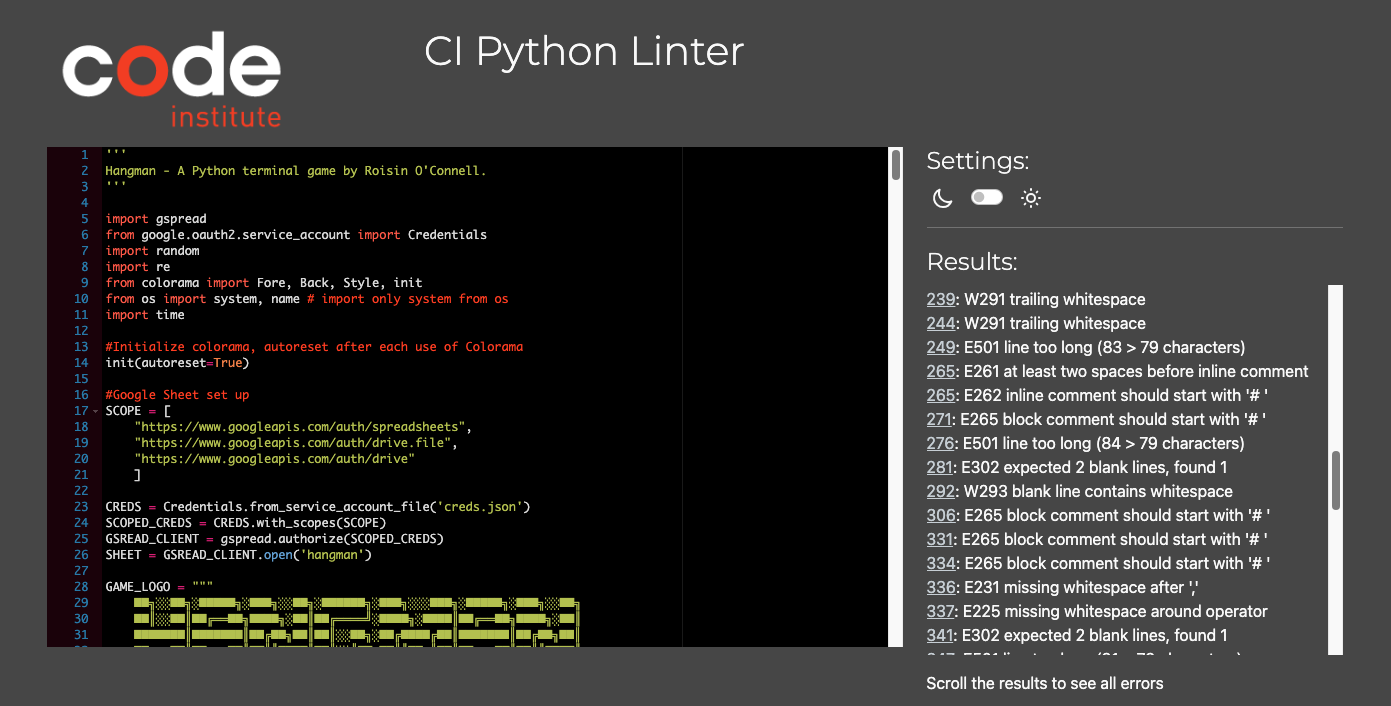 code
institute
CI Python Linter
1 '''
2 Hangman - A Python terminal game by Roisin O'Connell.
3 '''
4
5 import gspread
6 from google.oauth2.service_account import Credentials
7 import random
8 import re
9 from colorama import Fore, Back, Style, init
10 from os import system, name # import only system from os
11 import time
12
13 #Initialize colorama, autoreset after each use of Colorama
14 init(autoreset=True)
15
16 #Google Sheet set up
17 SCOPE = [
18     "https://www.googleapis.com/auth/spreadsheets",
19     "https://www.googleapis.com/auth/drive.file",
20     "https://www.googleapis.com/auth/drive"
21     ]
22
23 CREDS = Credentials.from_service_account_file('creds.json')
24 SCOPED_CREDS = CREDS.with_scopes(SCOPE)
25 GSREAD_CLIENT = gspread.authorize(SCOPED_CREDS)
26 SHEET = GSREAD_CLIENT.open('hangman')
27
28 GAME_LOGO = """
29
30
31
Settings:
Results:
239: W291 trailing whitespace
244: W291 trailing whitespace
249: E501 line too long (83 > 79 characters)
265: E261 at least two spaces before inline comment
265: E262 inline comment should start with '# '
271: E265 block comment should start with '# '
276: E501 line too long (84 > 79 characters)
281: E302 expected 2 blank lines, found 1
292: W293 blank line contains whitespace
306: E265 block comment should start with '# '
331: E265 block comment should start with '# '
334: E265 block comment should start with '# '
336: E231 missing whitespace after ','
337: E225 missing whitespace around operator
341: E302 expected 2 blank lines, found 1
Scroll the results to see all errors